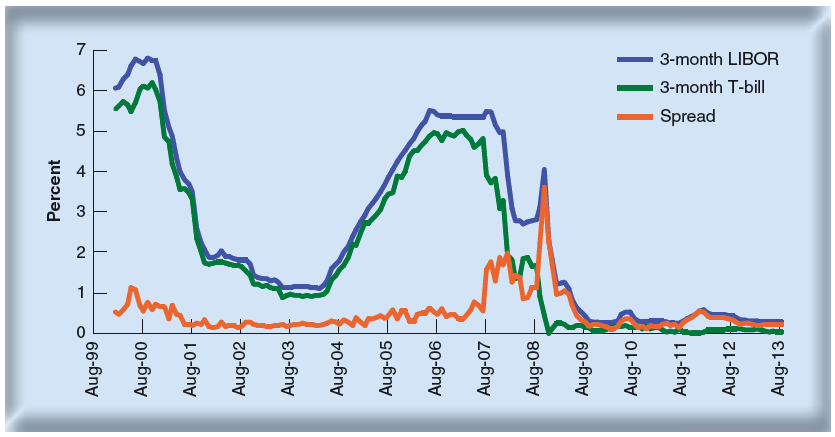 7
6
5
4
3
2
1
0
Percent
3-month LIBOR
3-month T-bill
Spread
Aug-99
Aug-00
Aug-01
Aug-02
Aug-03
Aug-04
Aug-05
Aug-06
Aug-07
Aug-08
Aug-09
Aug-10
Aug-11
Aug-12
Aug-13